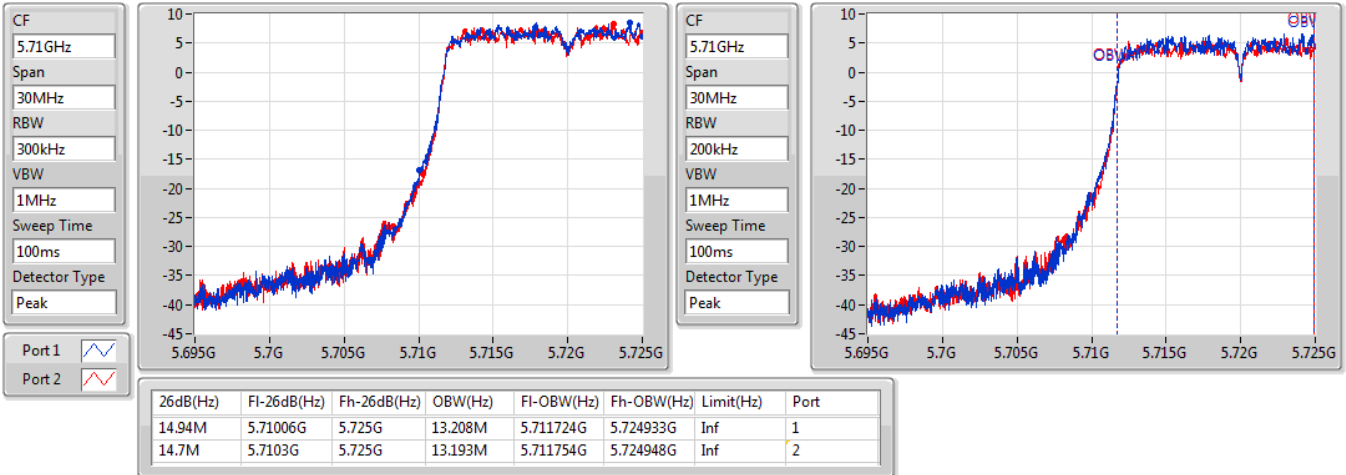 CF
5.71GHz
Span
30MHz
RBW
300kHz
VBW
1MHz
Sweep Time
100ms
Detector Type
Peak
Port 1
Port 2
10
5
0
-5
-10
-15
-20
-25
-30
-35
-40
-45
5.695G 5.7G 5.705G 5.71G 5.715G 5.72G 5.725G
CF
5.71GHz
Span
30MHz
RBW
200kHz
VBW
1MHz
Sweep Time
100ms
Detector Type
Peak
10
5
0
-5
-10
-15
-20
-25
-30
-35
-40
-45
OBW
OBW
5.695G 5.7G 5.705G 5.71G 5.715G 5.72G 5.725G
26dB(Hz) Fl-26dB(Hz) Fh-26dB(Hz) OBW(Hz) Fl-OBW(Hz) Fh-OBW(Hz) Limit(Hz) Port
14.94M 5.71006G 5.725G 13.208M 5.711724G 5.724933G Inf 1
14.7M 5.7103G 5.725G 13.193M 5.711754G 5.724948G Inf 2